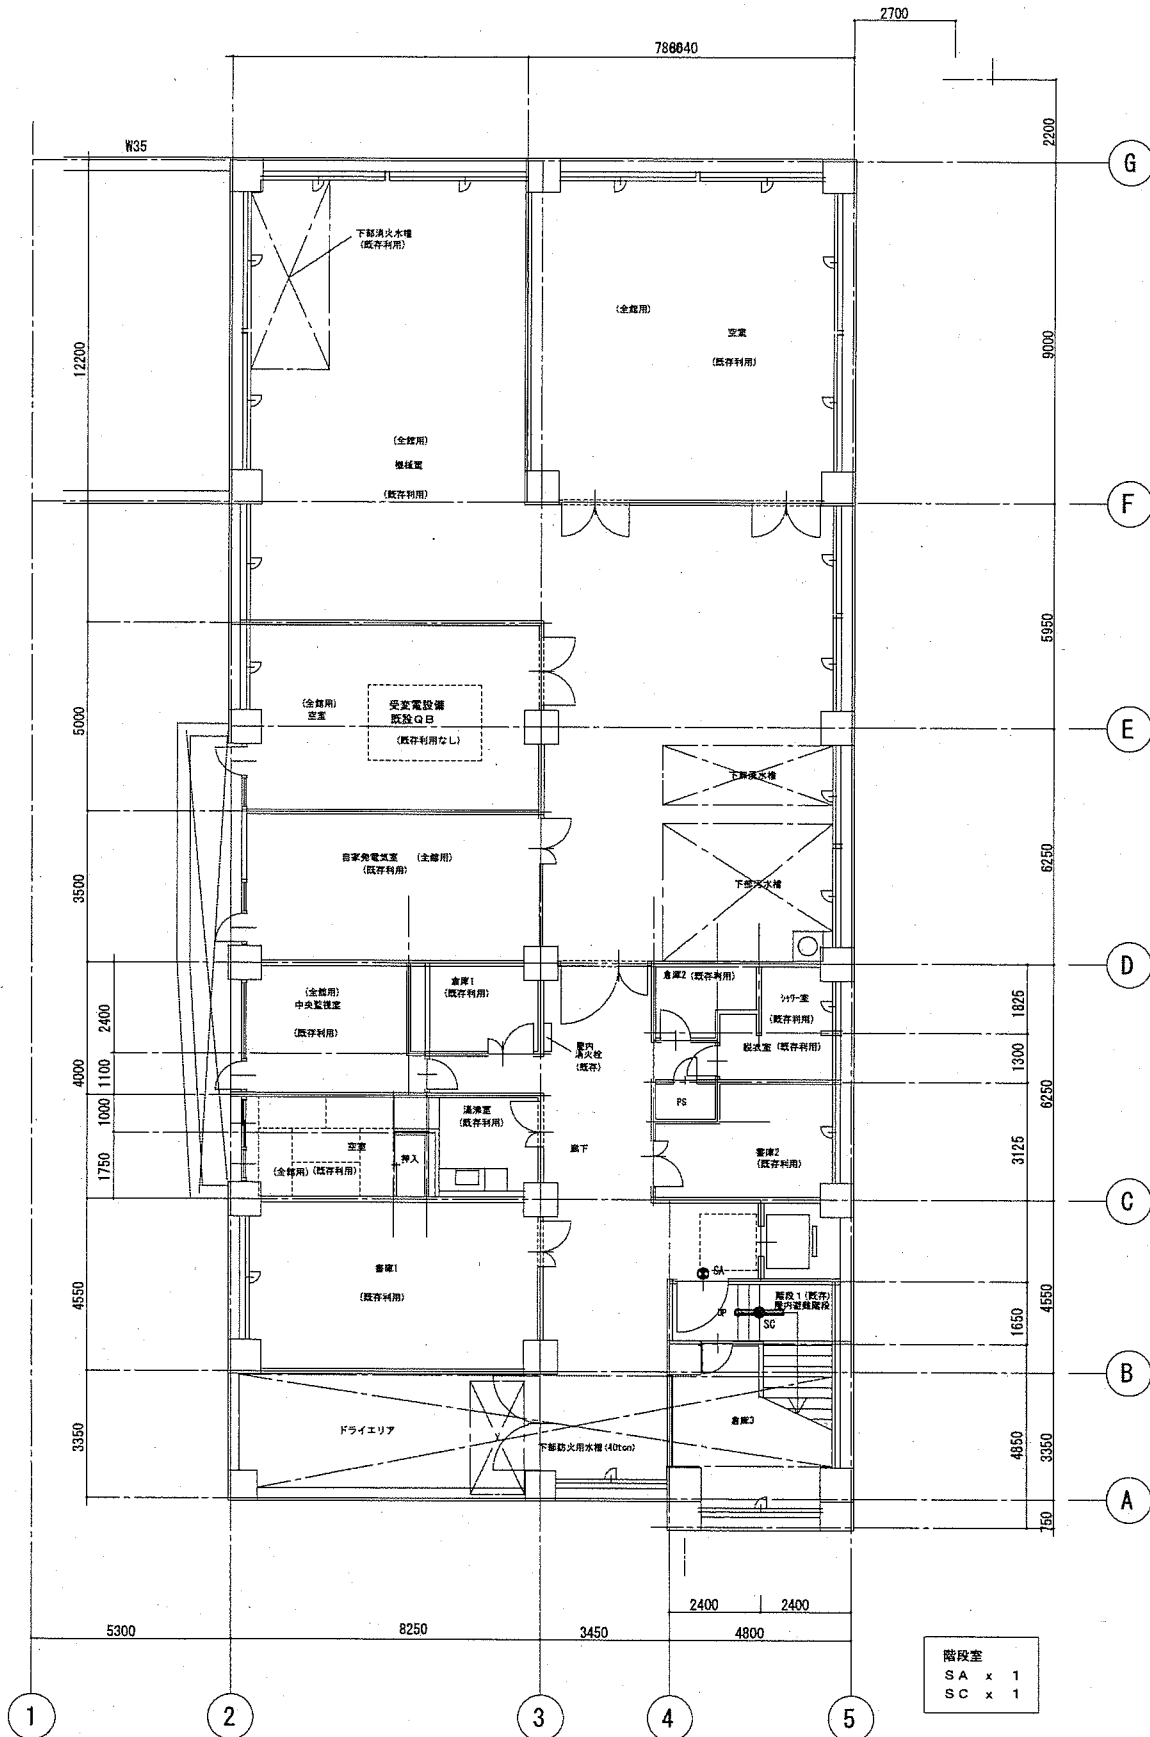 2700
2200
W35
G
下部消火水槽
(既存利用)
(全館用)
空室
(既存利用)
12200
9000
(全館用)
機械室
(既存利用)
F
5950
(全館用)
空室
受変電設備
既設QB
(既存利用なし)
5000
E
下部湧水槽
自家発電気室 (全館用)
(既存利用)
下部汚水槽
3500
6250
D
(全館用)
中央監視室
(既存利用)
倉庫1
(既存利用)
屋内
消火栓
(既存)
倉庫2 (既存利用)
シャワー室
(既存利用)
脱衣室 (既存利用)
2400
1100
4000
1825
1300
6250
PS
湯沸室
(既存利用)
空室
(全館用) (既存利用)
押入
廊下
書庫2
(既存利用)
1000
1750
3125
C
書庫1
(既存利用)
SA
階段1 (既存)
屋内避難階段
UP
SC
4550
4550
1650
B
ドライエリア
下部防火用水槽 (40ton)
倉庫3
3350
4850
3350
A
750
2400
2400
5300
8250
3450
4800
階段室
SA x 1
SC x 1
1
2
3
4
5